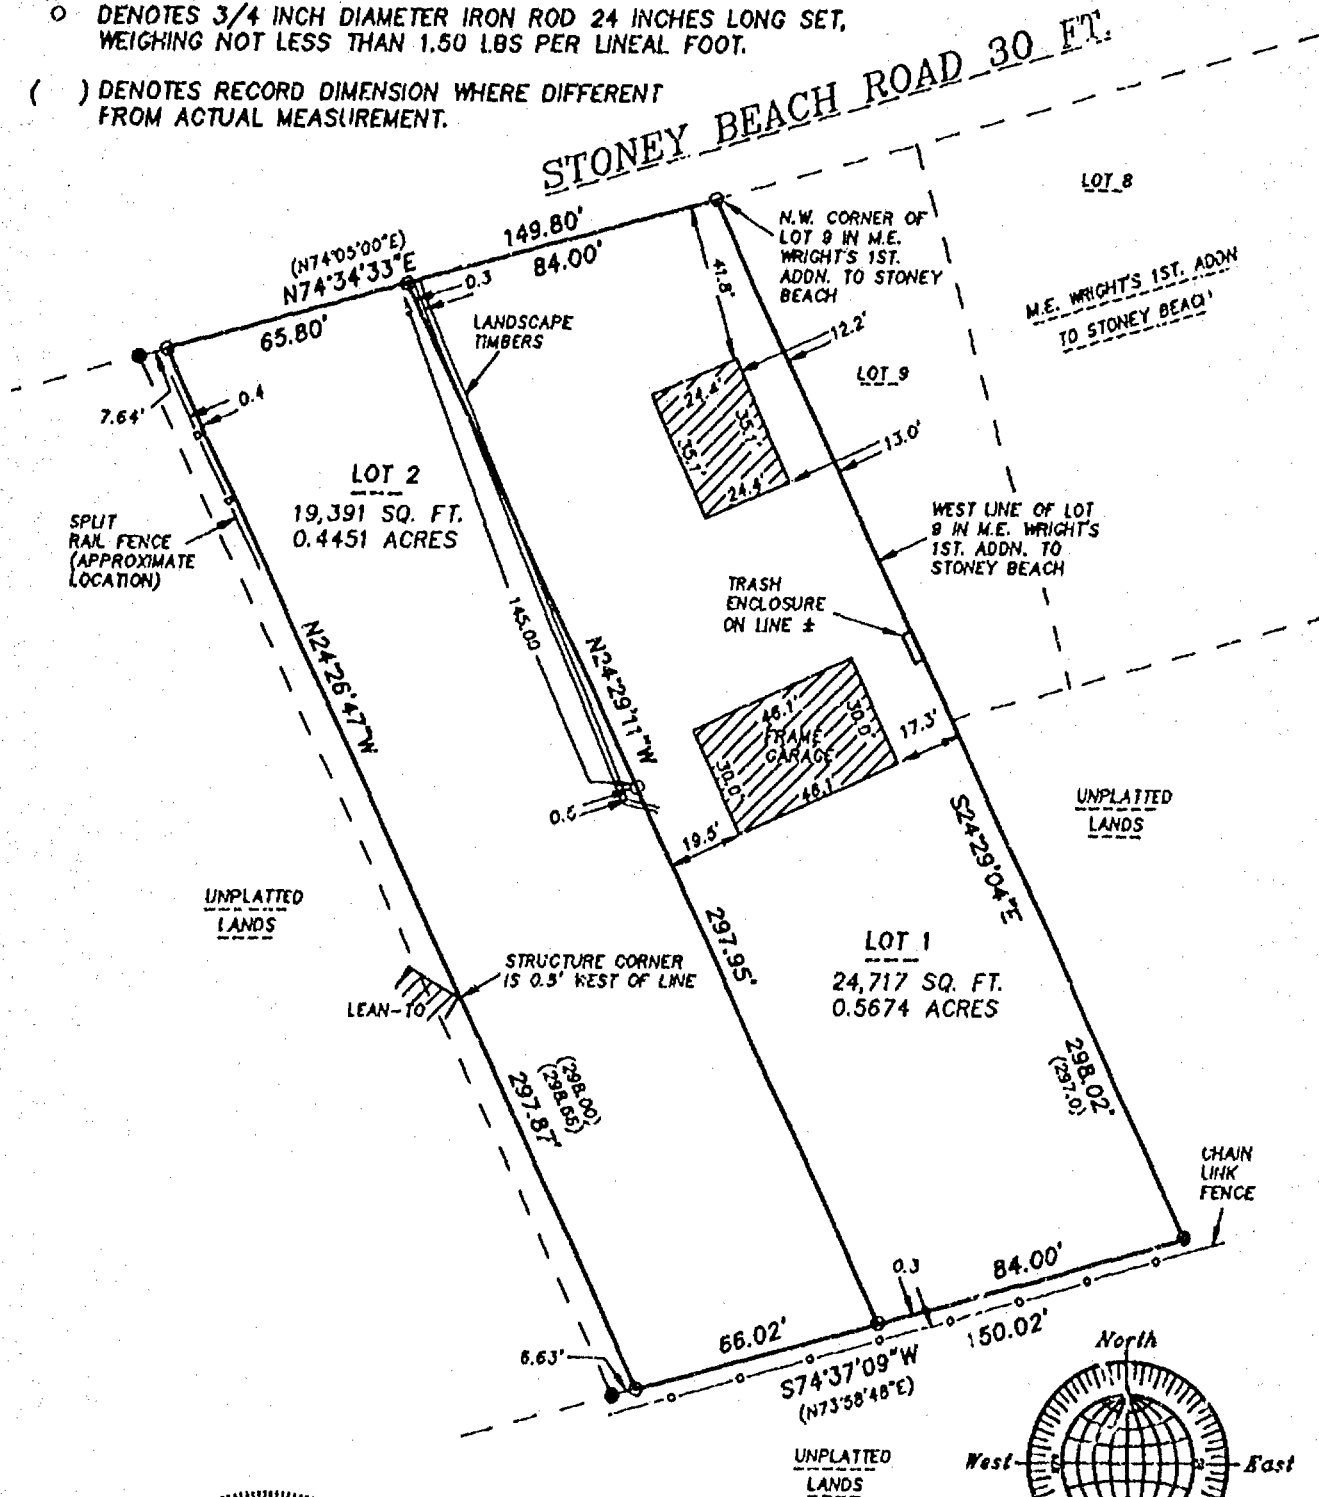 O DENOTES 3/4 INCH DIAMETER IRON ROD 24 INCHES LONG SET,
WEIGHING NOT LESS THAN 1.50 LBS PER LINEAL FOOT.
( ) DENOTES RECORD DIMENSION WHERE DIFFERENT
FROM ACTUAL MEASUREMENT.
STONEY BEACH ROAD 30 FT.
LOT 8
M.E. WRIGHT'S 1ST. ADDN
TO STONEY BEACH
N.W. CORNER OF
LOT 9 IN M.E.
WRIGHT'S 1ST.
ADDN. TO STONEY
BEACH
149.80'
84.00'
(N74°05'00"E)
N74°34'33"E
65.80'
0.3
41.8'
LANDSCAPE
TIMBERS
12.2'
LOT 9
7.64'
0.4
24.4'
35.7'
35.7'
24.4'
13.0'
LOT 2
19,391 SQ. FT.
0.4451 ACRES
SPLIT
RAIL FENCE
(APPROXIMATE
LOCATION)
WEST LINE OF LOT
9 IN M.E. WRIGHT'S
1ST. ADDN. TO
STONEY BEACH
TRASH
ENCLOSURE
ON LINE ±
145.00
N24°26'47"W
N24°29'11"W
46.1'
30.0'
FRAME
GARAGE
30.0'
46.1
17.3'
19.5'
UNPLATTED
LANDS
S24°29'04"E
UNPLATTED
LANDS
297.95'
LOT 1
24,717 SQ. FT.
0.5674 ACRES
STRUCTURE CORNER
IS 0.5' WEST OF LINE
LEAN-TO
(298.00)
(298.65)
297.87'
298.02'
(297.0)
CHAIN
LINK
FENCE
0.3
84.00'
66.02'
150.02'
6.63'
S74°37'09"W
(N73°58'48"E)
UNPLATTED
LANDS
North
West
East